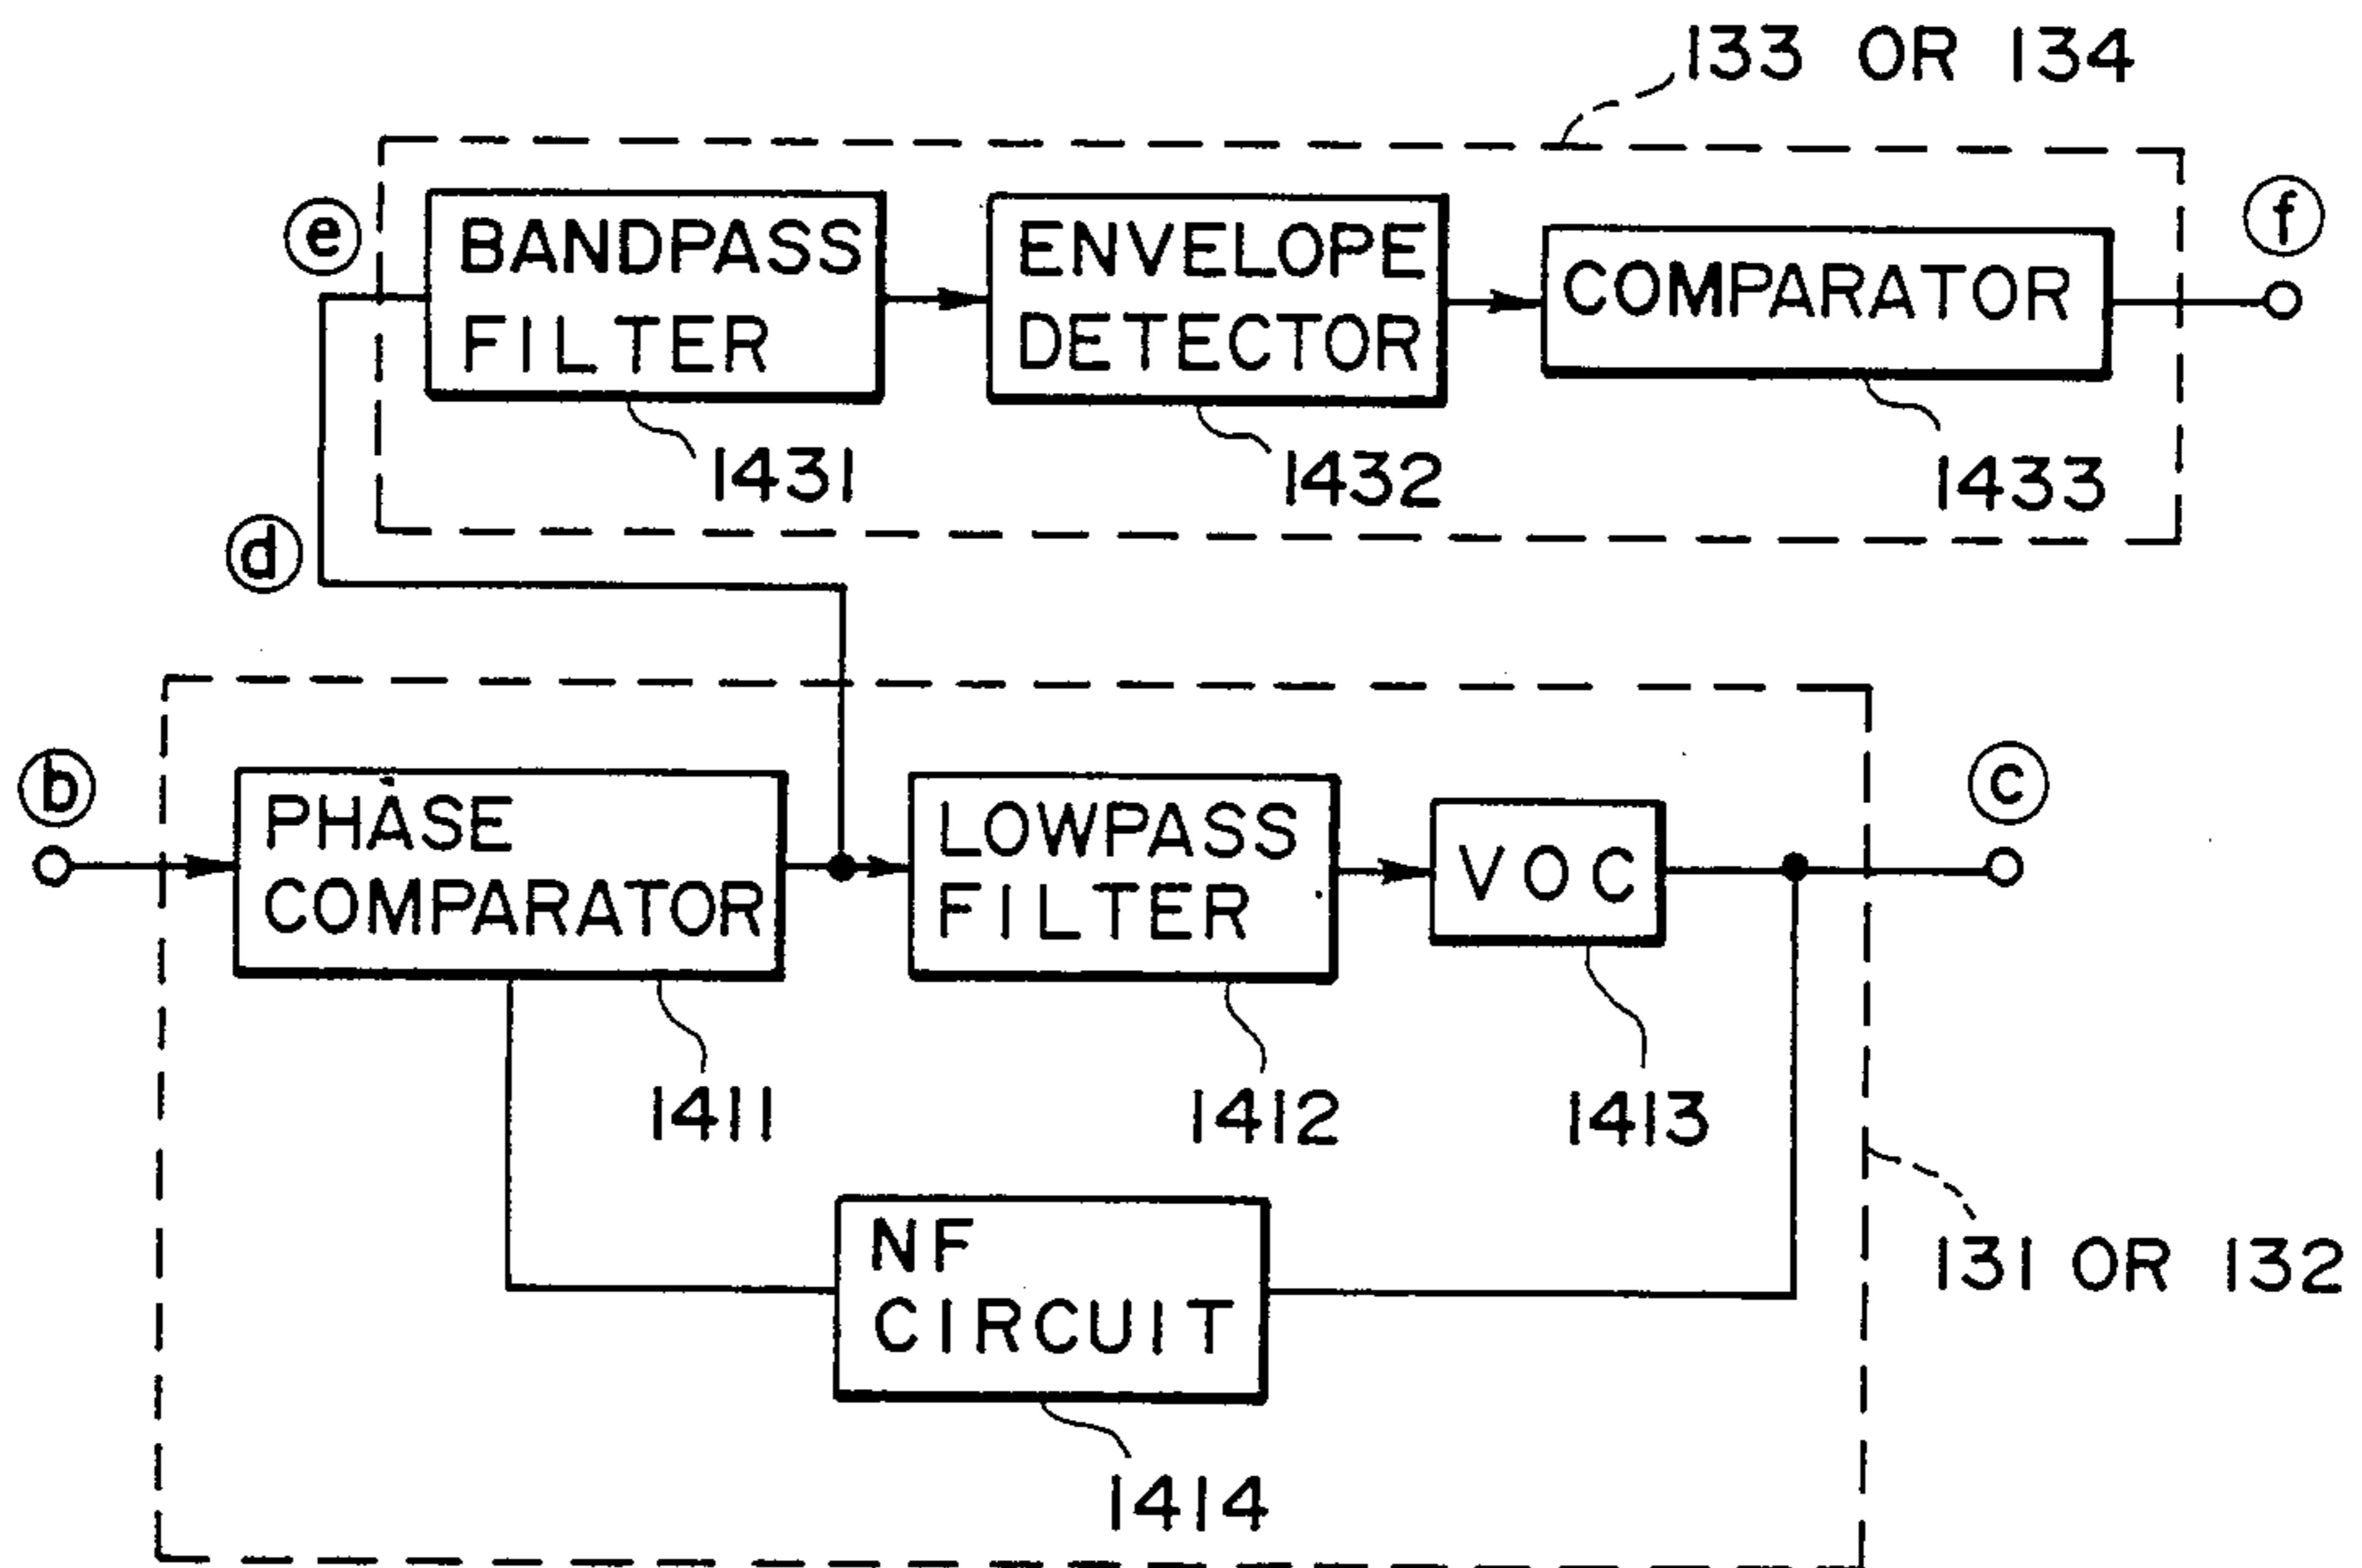 133 OR 134
e
BANDPASS
FILTER
ENVELOPE
DETECTOR
COMPARATOR
f
1431
1432
1433
d
b
PHASE
COMPARATOR
LOWPASS
FILTER
VOC
c
1411
1412
1413
NF
CIRCUIT
131 OR 132
1414